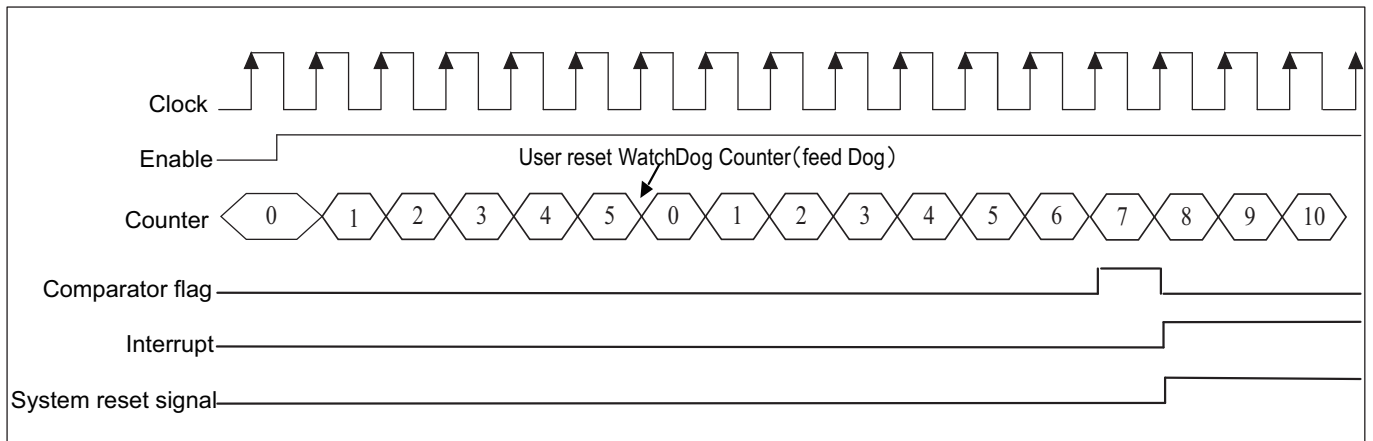 Clock
Enable
User reset WatchDog Counter(feed Dog)
Counter 0 1 2 3 4 5 0 1 2 3 4 5 6 7 8 9 10
Comparator flag
Interrupt
System reset signal